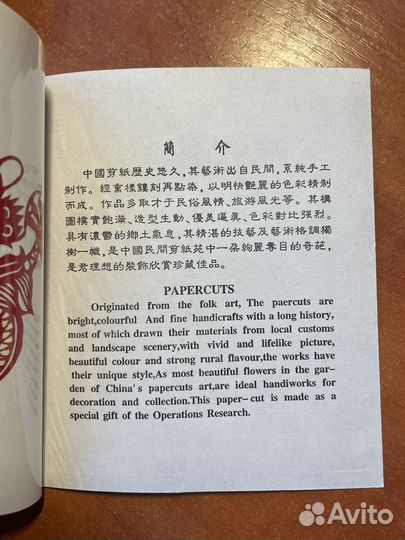 簡 介
中國剪紙歷史悠久，其藝術出自民間，系統手工
制作。經畫樣鏤刻再點染，以明快艷麗的色彩精制
而成。作品多取才于民俗風情、旅游風光等。其構
圖樸實飽滿、造型生動、優美逼真、色彩對比强烈。
具有濃鬱的鄉土氣息，其精湛的技藝及藝術格調獨
樹一幟，是中國民間剪紙苑中一朵絢麗奪目的奇葩，
是君理想的裝飾欣賞珍藏佳品。
PAPERCUTS
Originated from the folk art, The paercuts are
bright,colourful And fine handicrafts with a long history,
most of which drawn their materials from local customs
and landscape scenery,with vivid and lifelike picture,
beautiful colour and strong rural flavour,the works have
their unique style,As most beautiful flowers in the gar-
den of China's papercuts art,are ideal handiworks for
decoration and collection.This paper-cut is made as a
special gift of the Operations Research.
Avito